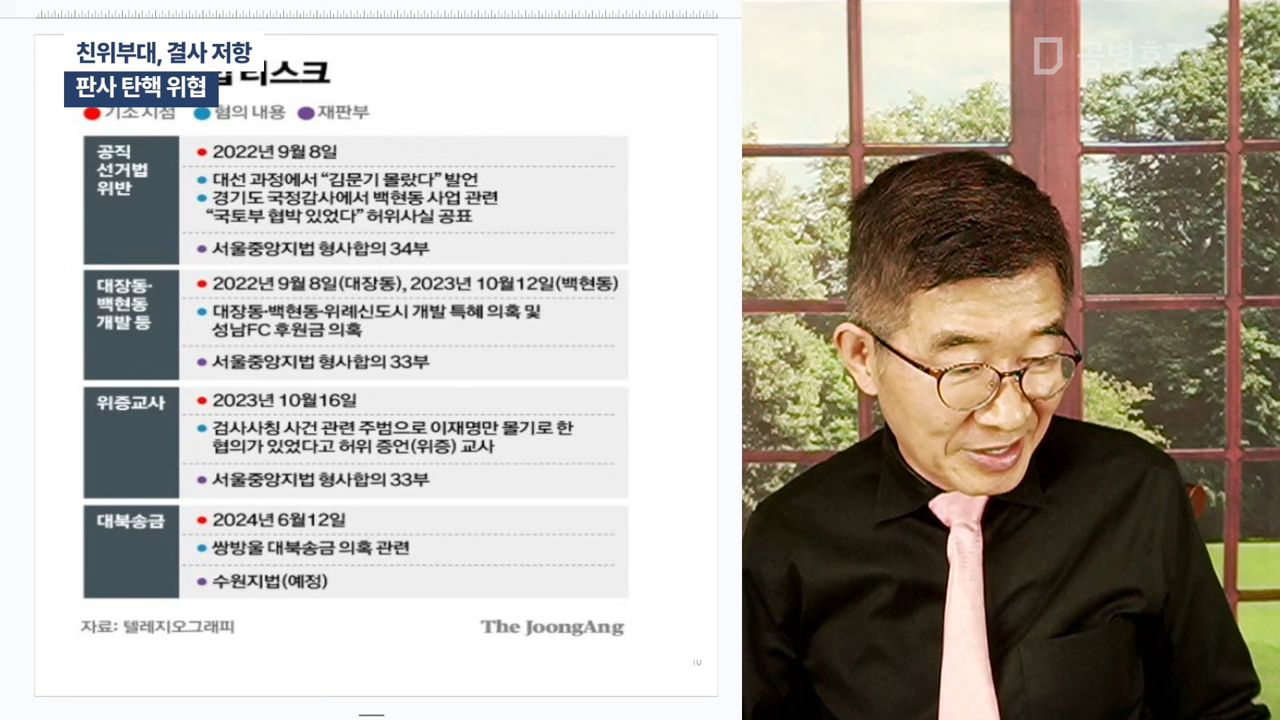 친위부대, 결사 저항
판사 탄핵 위협
리스크
기소시점 혐의 내용 재판부
공직
선거법
위반
2022년 9월 8일
대선 과정에서 “김문기 몰랐다” 발언
경기도 국정감사에서 백현동 사업 관련
“국토부 협박 있었다” 허위사실 공표
서울중앙지법 형사합의 34부
대장동·
백현동
개발 등
2022년 9월 8일(대장동), 2023년 10월12일(백현동)
대장동·백현동·위례신도시 개발 특혜 의혹 및
성남FC 후원금 의혹
서울중앙지법 형사합의 33부
위증교사
2023년 10월16일
검사사칭 사건 관련 주범으로 이재명만 몰기로 한
협의가 있었다고 허위 증언(위증) 교사
서울중앙지법 형사합의 33부
대북송금
2024년 6월12일
쌍방울 대북송금 의혹 관련
수원지법(예정)
자료: 텔레지오그래피
The JoongAng
10